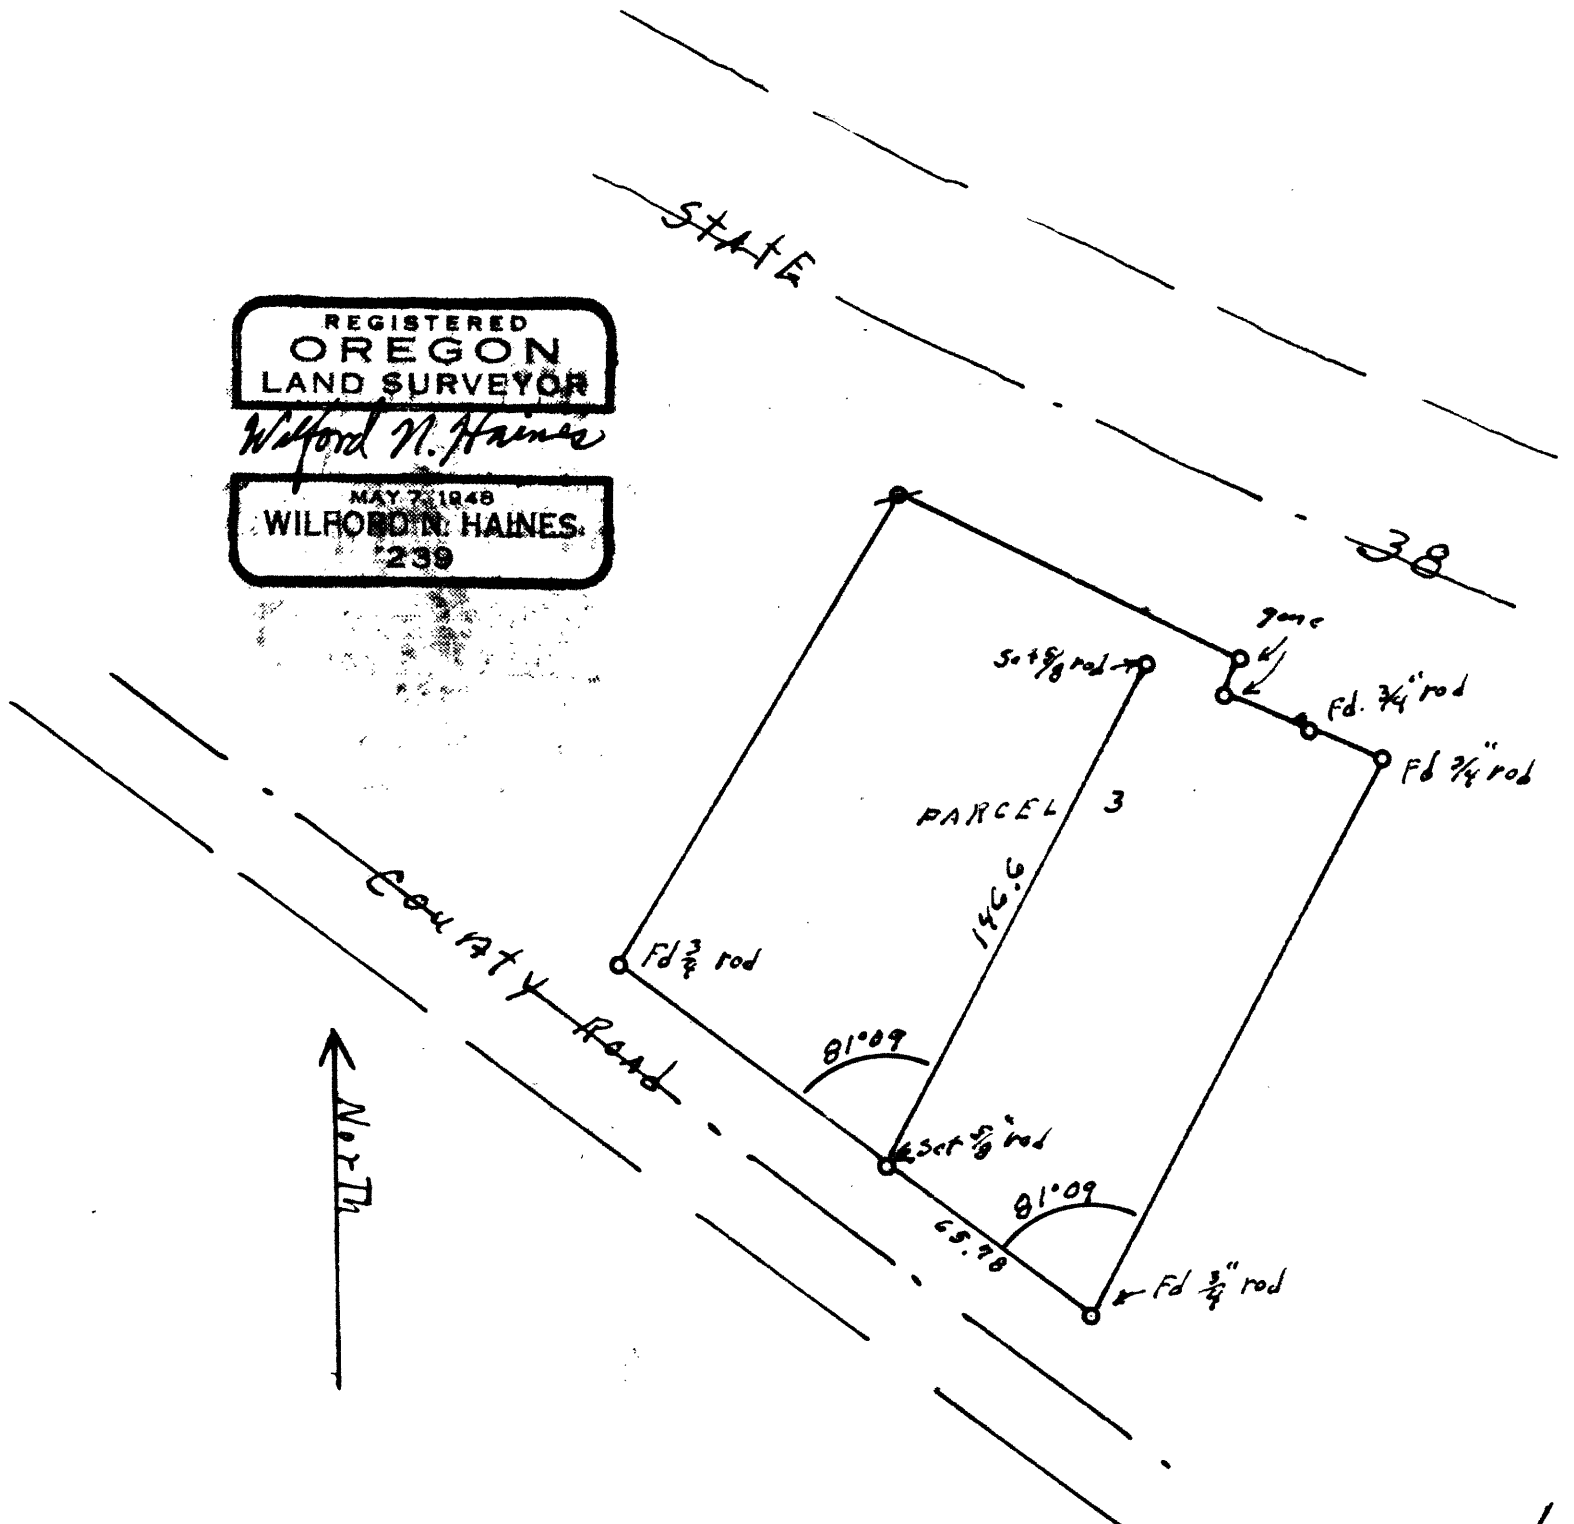 STATE
38
REGISTERED
OREGON
LAND SURVEYOR
Wilford N. Haines
MAY 7, 1948
WILFORD N. HAINES
239
gone
Set 5/8 rod
Fd. 3/4" rod
Fd 3/4" rod
PARCEL 3
146.6
Fd 3/4 rod
County Road
81°09
Set 5/8" rod
81°09
65.78
Fd 3/4" rod
North